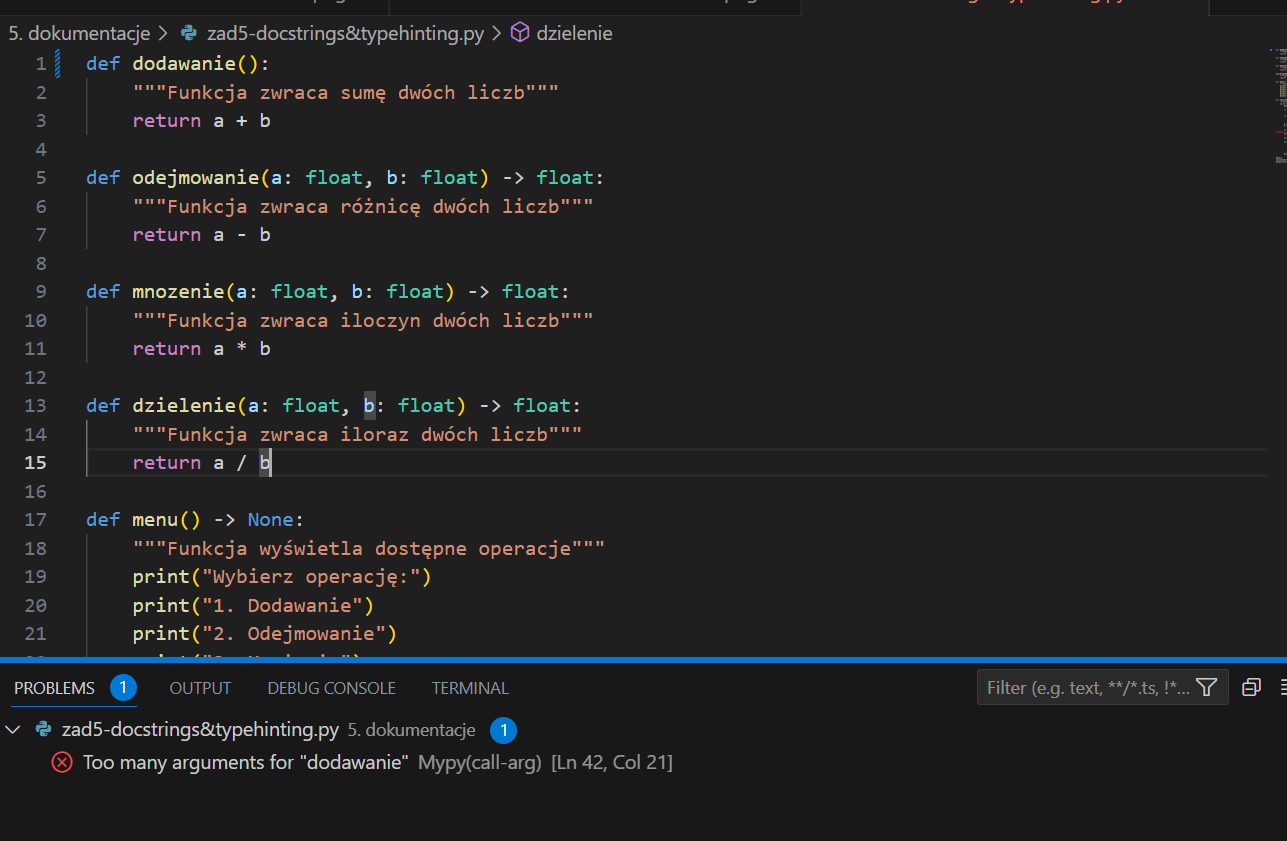 5. dokumentacje > zad5-docstrings&typehinting.py > dzielenie
1 def dodawanie():
2 """Funkcja zwraca sumę dwóch liczb"""
3 return a + b
4
5 def odejmowanie(a: float, b: float) -> float:
6 """Funkcja zwraca różnicę dwóch liczb"""
7 return a - b
8
9 def mnozenie(a: float, b: float) -> float:
10 """Funkcja zwraca iloczyn dwóch liczb"""
11 return a * b
12
13 def dzielenie(a: float, b: float) -> float:
14 """Funkcja zwraca iloraz dwóch liczb"""
15 return a / b
16
17 def menu() -> None:
18 """Funkcja wyświetla dostępne operacje"""
19 print("Wybierz operację:")
20 print("1. Dodawanie")
21 print("2. Odejmowanie")
PROBLEMS 1 OUTPUT DEBUG CONSOLE TERMINAL Filter (e.g. text, **/*.ts, !*...
zad5-docstrings&typehinting.py 5. dokumentacje 1
Too many arguments for "dodawanie" Mypy(call-arg) [Ln 42, Col 21]